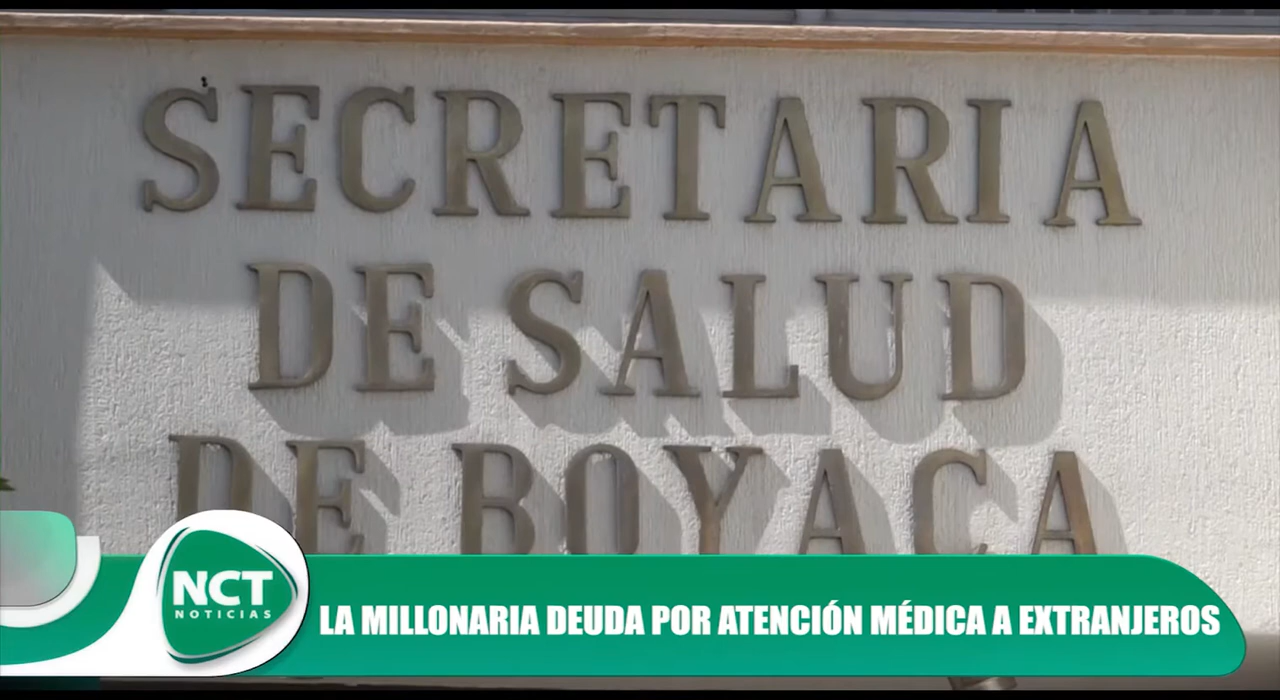 SECRETARIA
DE SALUD
DE BOYACA
NCT
NOTICIAS
LA MILLONARIA DEUDA POR ATENCIÓN MÉDICA A EXTRANJEROS